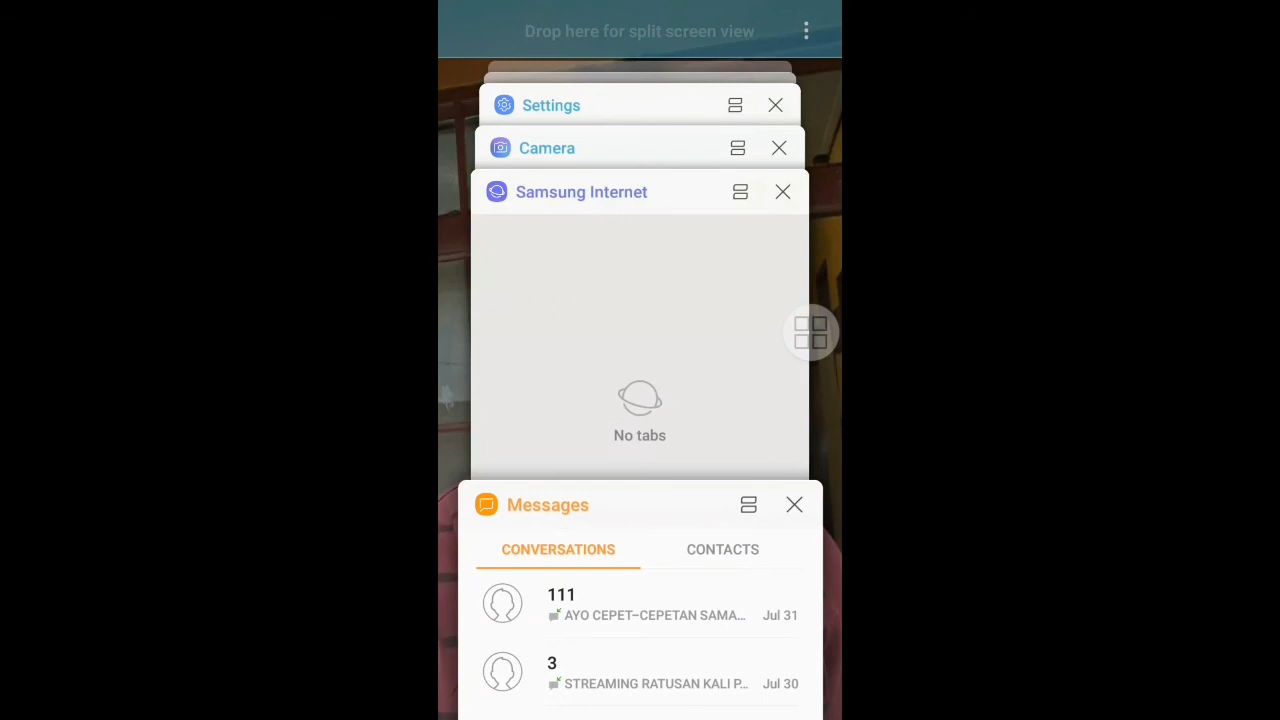 Drop here for split screen view
Settings
Camera
Samsung Internet
No tabs
Messages
CONVERSATIONS CONTACTS
111
AYO CEPET-CEPETAN SAMA... Jul 31
3
STREAMING RATUSAN KALI P... Jul 30